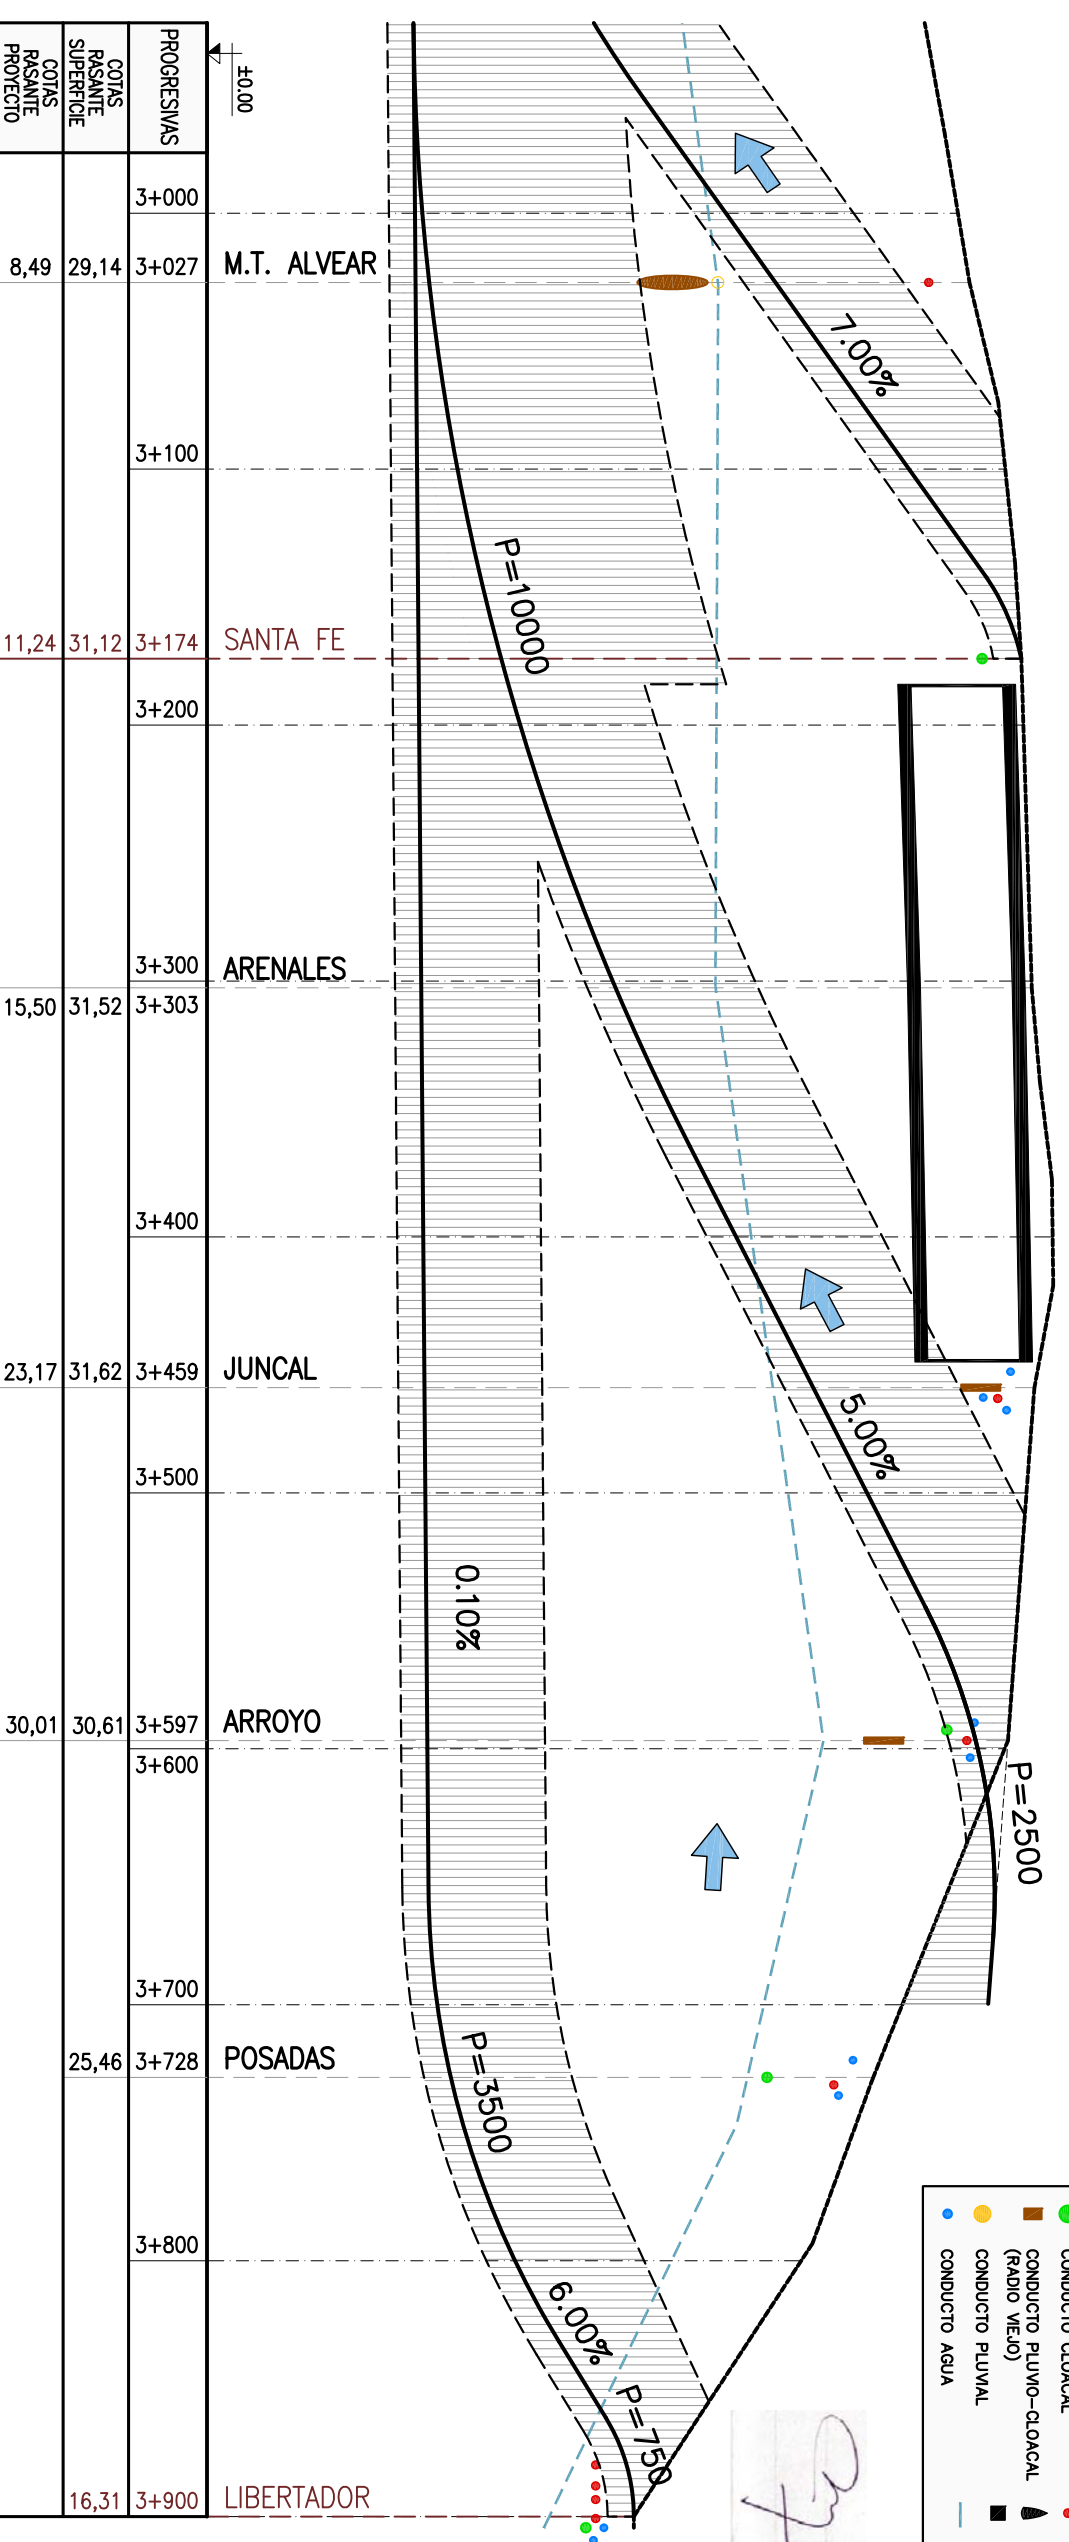 ±0.00
PROGRESIVAS
COTAS
RASANTE
SUPERFICIE
COTAS
RASANTE
PROYECTO
3+000
8,49 29,14 3+027 M.T. ALVEAR
7.00%
3+100
P=10000
11,24 31,12 3+174 SANTA FE
3+200
3+300 ARENALES
15,50 31,52 3+303
3+400
23,17 31,62 3+459 JUNCAL
5.00%
3+500
0.10%
30,01 30,61 3+597 ARROYO
3+600
P=2500
3+700
25,46 3+728 POSADAS
P=3500
3+800
6.00%
P=750
16,31 3+900 LIBERTADOR
CONDUCTO CLOACAL
CONDUCTO PLUVIO-CLOACAL
(RADIO VIEJO)
CONDUCTO PLUVIAL
CONDUCTO AGUA